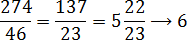 274/46 = 137/23 = 5 22/23 → 6